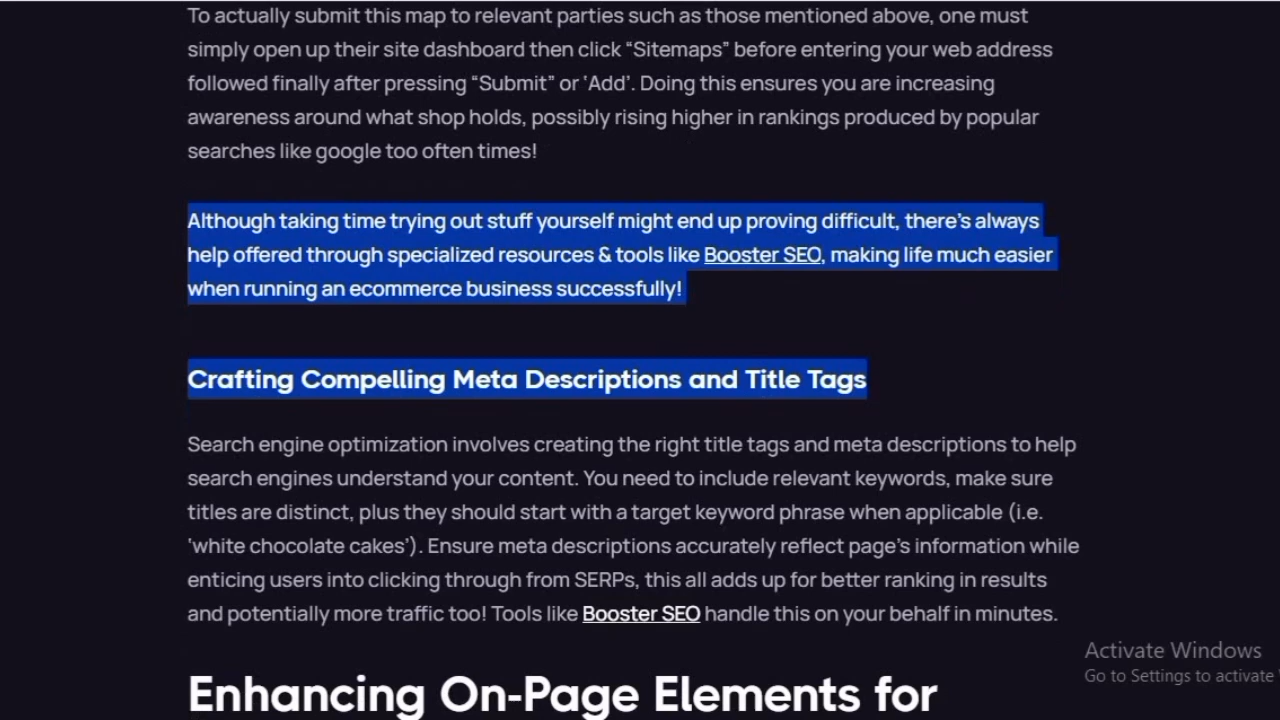 To actually submit this map to relevant parties such as those mentioned above, one must
simply open up their site dashboard then click “Sitemaps” before entering your web address
followed finally after pressing “Submit” or ‘Add’. Doing this ensures you are increasing
awareness around what shop holds, possibly rising higher in rankings produced by popular
searches like google too often times!
Although taking time trying out stuff yourself might end up proving difficult, there’s always
help offered through specialized resources & tools like Booster SEO, making life much easier
when running an ecommerce business successfully!
Crafting Compelling Meta Descriptions and Title Tags
Search engine optimization involves creating the right title tags and meta descriptions to help
search engines understand your content. You need to include relevant keywords, make sure
titles are distinct, plus they should start with a target keyword phrase when applicable (i.e.
‘white chocolate cakes’). Ensure meta descriptions accurately reflect page’s information while
enticing users into clicking through from SERPs, this all adds up for better ranking in results
and potentially more traffic too! Tools like Booster SEO handle this on your behalf in minutes.
Activate Windows
Go to Settings to activate
Enhancing On-Page Elements for